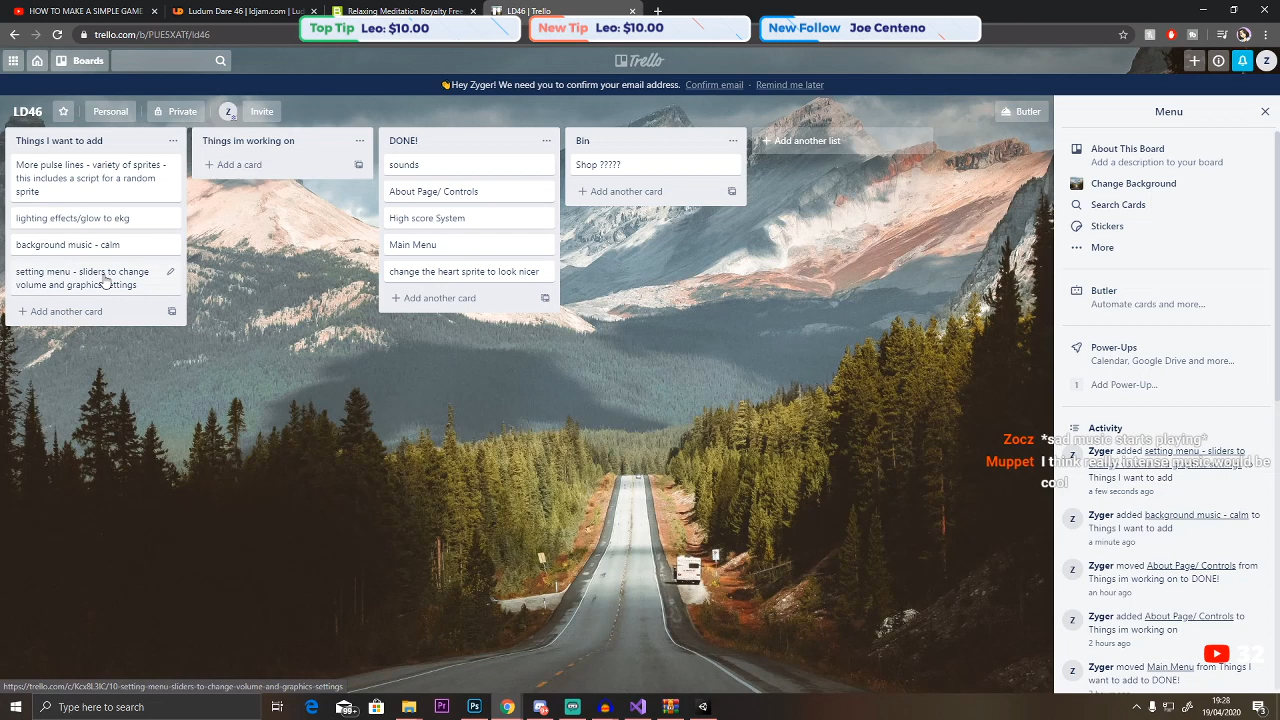 HOW TO MAKE A HEART
Ludum Dare 46 | ldjam.com | Lud
Relaxing Meditation Royalty Free
LD46 | Trello
Top Tip Leo: $10.00
New Tip Leo: $10.00
New Follow Joe Centeno
Boards
Trello
Z
👋Hey Zyger! We need to confirm your email address. Confirm email · Remind me later
LD46
Personal
Private
Z
Invite
Butler
Things I want to
More pulse lines - variety of sprites -
this includes a script for a random
sprite
lighting effects/glow to ekg
background music - calm
setting menu - sliders to change
volume and graphics settings
+ Add another card
Things im working on
+ Add a card
DONE!
sounds
About Page/ Controls
High score System
Main Menu
change the heart sprite to look nicer
+ Add another card
Bin
Shop ?????
+ Add another card
+ Add another list
Menu
About This Board
Add a description to your board
Change Background
Search Cards
Stickers
More
Butler
Automate cards and more...
Power-Ups
Calendar, Google Drive and more...
1 Add Power-Up...
Activity
Zocz *sad music starts playing*
Muppet I think really intense music would be
cool
Z Zyger added setting menu - sliders to
Things I want to add
a few seconds ago
Z Zyger added background music - calm to
Things I want to add
a minute ago
Z Zyger moved About Page/ Controls from
Things im working on to DONE!
an hour ago
Z Zyger added About Page/ Controls to
Things im working on
2 hours ago
Z Zyger moved Main Menu from Things I
want to add to DONE!
32
https://trello.com/c/Kcx8L3lC/10-setting-menu-sliders-to-change-volume-and-graphics-settings
Type here to search
19:28
19/04/2020